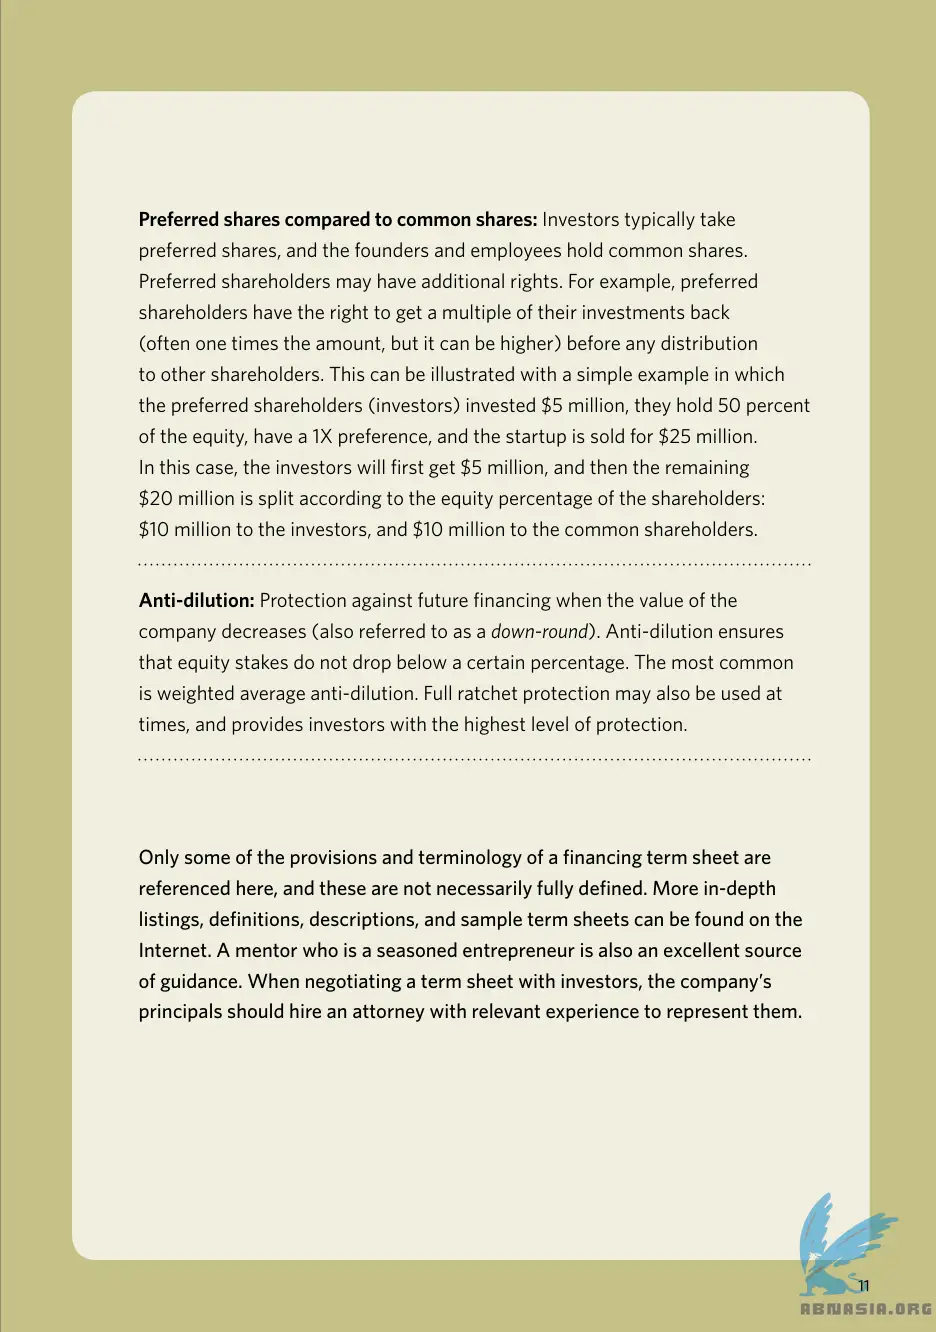 Preferred shares compared to common shares: Investors typically take
preferred shares, and the founders and employees hold common shares.
Preferred shareholders may have additional rights. For example, preferred
shareholders have the right to get a multiple of their investments back
(often one times the amount, but it can be higher) before any distribution
to other shareholders. This can be illustrated with a simple example in which
the preferred shareholders (investors) invested $5 million, they hold 50 percent
of the equity, have a 1X preference, and the startup is sold for $25 million.
In this case, the investors will first get $5 million, and then the remaining
$20 million is split according to the equity percentage of the shareholders:
$10 million to the investors, and $10 million to the common shareholders.
Anti-dilution: Protection against future financing when the value of the
company decreases (also referred to as a down-round). Anti-dilution ensures
that equity stakes do not drop below a certain percentage. The most common
is weighted average anti-dilution. Full ratchet protection may also be used at
times, and provides investors with the highest level of protection.
Only some of the provisions and terminology of a financing term sheet are
referenced here, and these are not necessarily fully defined. More in-depth
listings, definitions, descriptions, and sample term sheets can be found on the
Internet. A mentor who is a seasoned entrepreneur is also an excellent source
of guidance. When negotiating a term sheet with investors, the company's
principals should hire an attorney with relevant experience to represent them.
11
ABNASIA.ORG